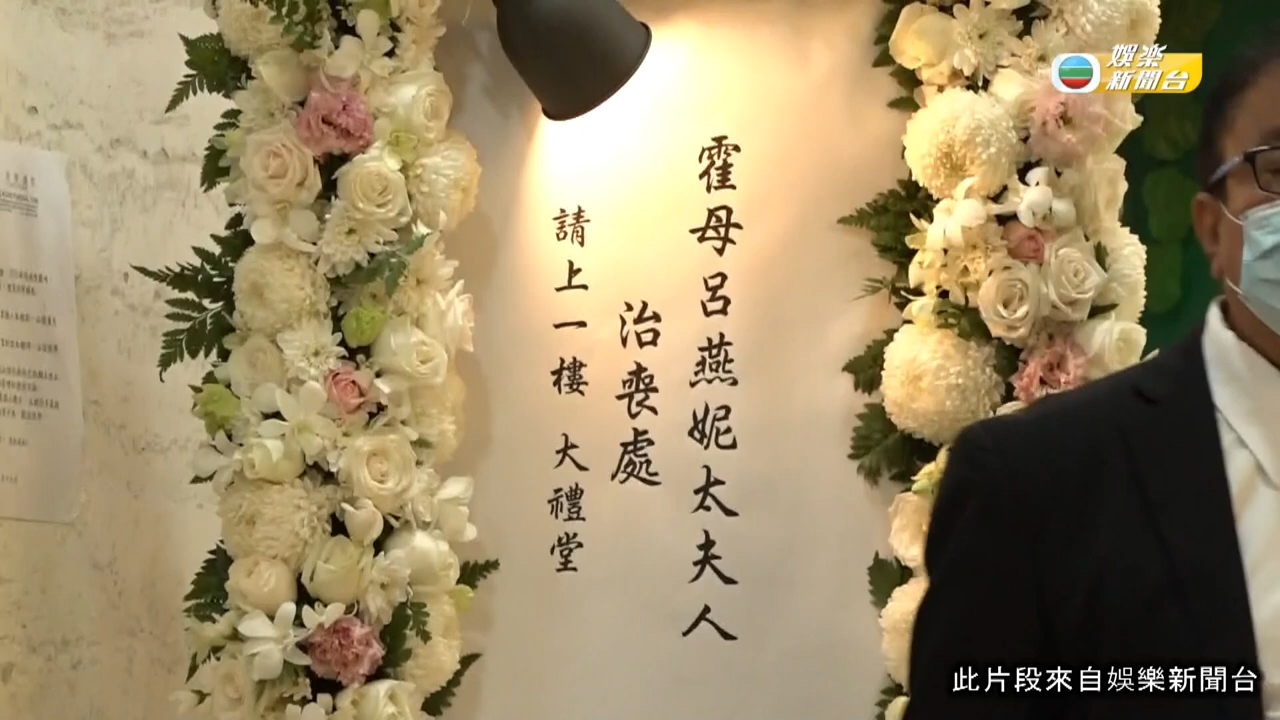 霍母呂燕妮太夫人
治喪處
請上一樓 大禮堂
娛樂
新聞台
此片段來自娛樂新聞台